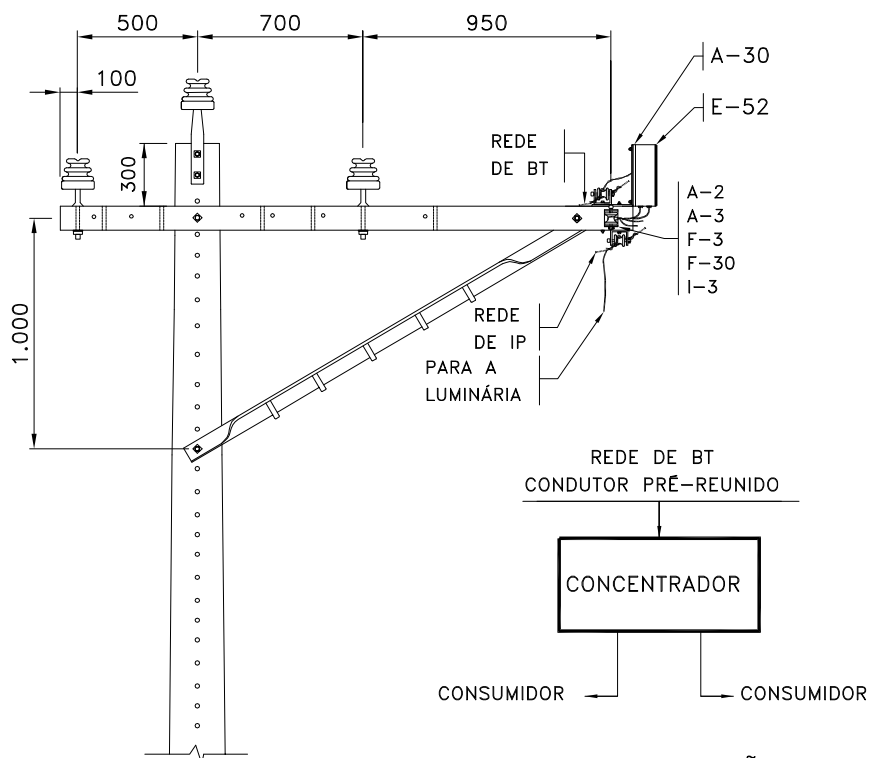 500
700
950
100
A-30
E-52
REDE
DE BT
300
A-2
A-3
F-3
F-30
I-3
1.000
REDE
DE IP
PARA A
LUMINÁRIA
REDE DE BT
CONDUTOR PRÉ-REUNIDO
CONCENTRADOR
CONSUMIDOR
CONSUMIDOR